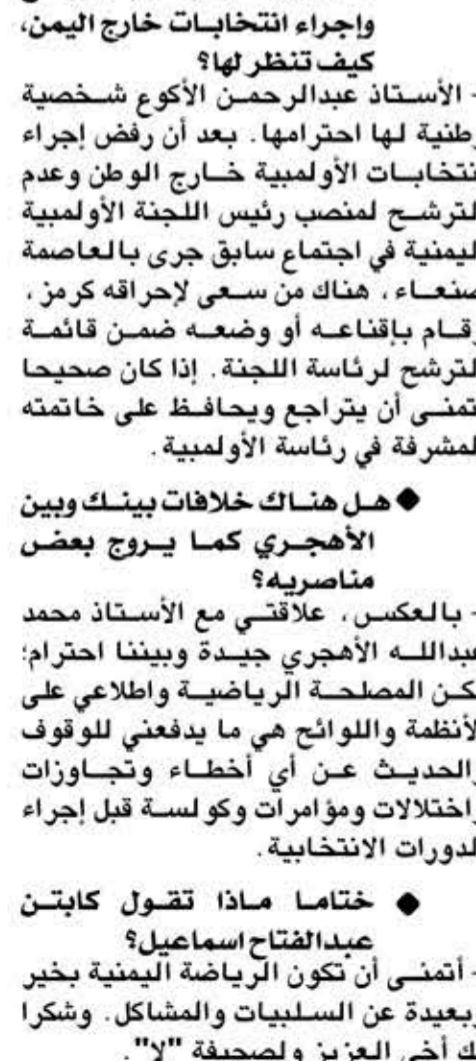 وإجراء انتخابات خارج اليمن،
كيف تنظر لها؟
- الأستاذ عبدالرحمن الأكوع شخصية
وطنية لها احترامها. بعد أن رفض إجراء
انتخابات الأولمبية خارج الوطن وعدم
الترشح لمنصب رئيس اللجنة الأولمبية
اليمنية في اجتماع سابق جرى بالعاصمة
صنعاء، هناك من سعى لإحراقه كرمز،
وقام بإقناعه أو وضعه ضمن قائمة
الترشح لرئاسة اللجنة. إذا كان صحيحا
نتمنى أن يتراجع ويحافظ على خاتمته
المشرفة في رئاسة الأولمبية.
◆ هل هناك خلافات بينك وبين
الأهجري كما يروج بعض
مناصريه؟
- بالعكس، علاقتي مع الأستاذ محمد
عبدالله الأهجري جيدة وبيننا احترام؛
لكن المصلحة الرياضية واطلاعي على
الأنظمة واللوائح هي ما يدفعني للوقوف
والحديث عن أي أخطاء وتجاوزات
واختلالات ومؤامرات وكولسة قبل إجراء
الدورات الانتخابية.
◆ ختاما ماذا تقول كابتن
عبدالفتاح اسماعيل؟
- أتمنى أن تكون الرياضة اليمنية بخير
وبعيدة عن السلبيات والمشاكل. وشكرا
لك أخي العزيز ولصحيفة "لا".